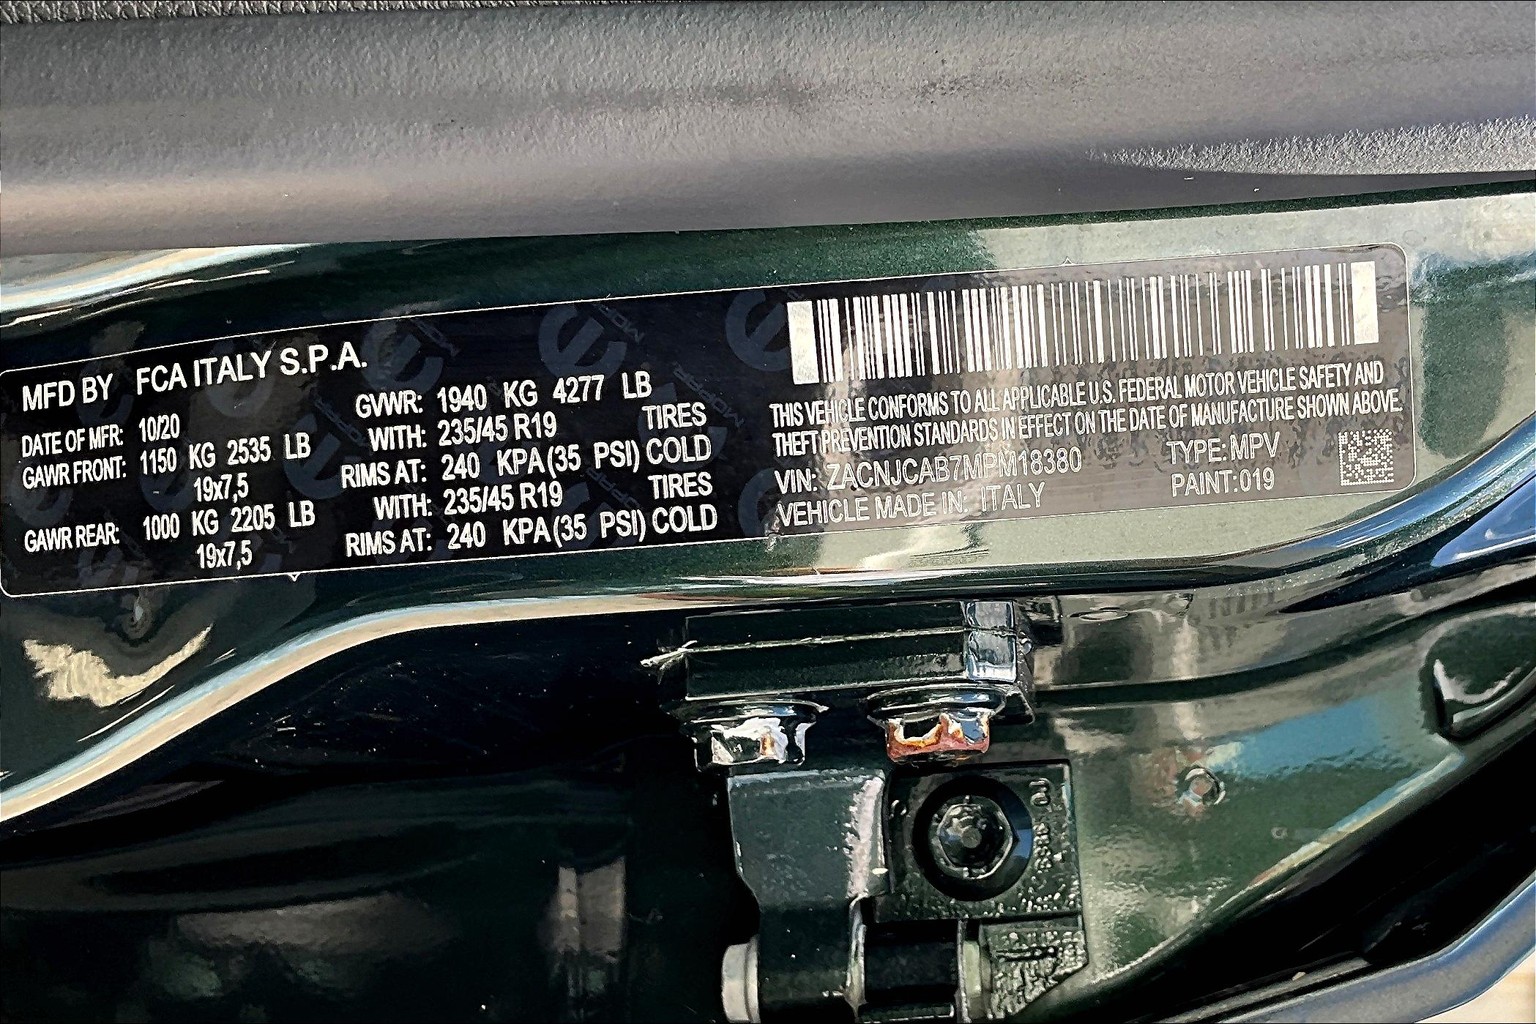 MFD BY FCA ITALY S.P.A.
DATE OF MFR: 10/20 GVWR: 1940 KG 4277 LB
GAWR FRONT: 1150 KG 2535 LB WITH: 235/45 R19 TIRES
19x7,5 RIMS AT: 240 KPA(35 PSI) COLD
GAWR REAR: 1000 KG 2205 LB WITH: 235/45 R19 TIRES
19x7,5 RIMS AT: 240 KPA(35 PSI) COLD
THIS VEHICLE CONFORMS TO ALL APPLICABLE U.S. FEDERAL MOTOR VEHICLE SAFETY AND
THEFT PREVENTION STANDARDS IN EFFECT ON THE DATE OF MANUFACTURE SHOWN ABOVE.
VIN: ZACNJCAB7MPM18380 TYPE: MPV
VEHICLE MADE IN: ITALY PAINT:019
MOPAR